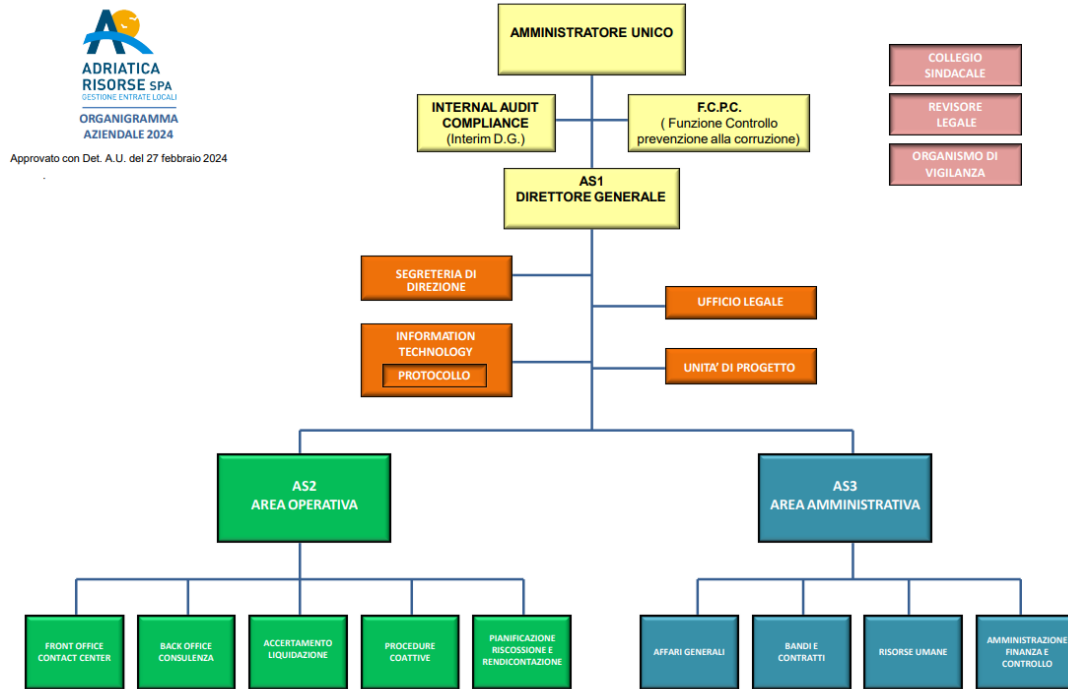 ADRIATICA
RISORSE SPA
GESTIONE ENTRATE LOCALI
ORGANIGRAMMA
AZIENDALE 2024
Approvato con Det. A.U. del 27 febbraio 2024
.
AMMINISTRATORE UNICO
COLLEGIO
SINDACALE
INTERNAL AUDIT
COMPLIANCE
(Interim D.G.)
F.C.P.C.
( Funzione Controllo
prevenzione alla corruzione)
REVISORE
LEGALE
ORGANISMO DI
VIGILANZA
AS1
DIRETTORE GENERALE
SEGRETERIA DI
DIREZIONE
UFFICIO LEGALE
INFORMATION
TECHNOLOGY
PROTOCOLLO
UNITA’ DI PROGETTO
AS2
AREA OPERATIVA
AS3
AREA AMMINISTRATIVA
FRONT OFFICE
CONTACT CENTER
BACK OFFICE
CONSULENZA
ACCERTAMENTO
LIQUIDAZIONE
PROCEDURE
COATTIVE
PIANIFICAZIONE
RISCOSSIONE E
RENDICONTAZIONE
AFFARI GENERALI
BANDI E
CONTRATTI
RISORSE UMANE
AMMINISTRAZIONE
FINANZA E
CONTROLLO